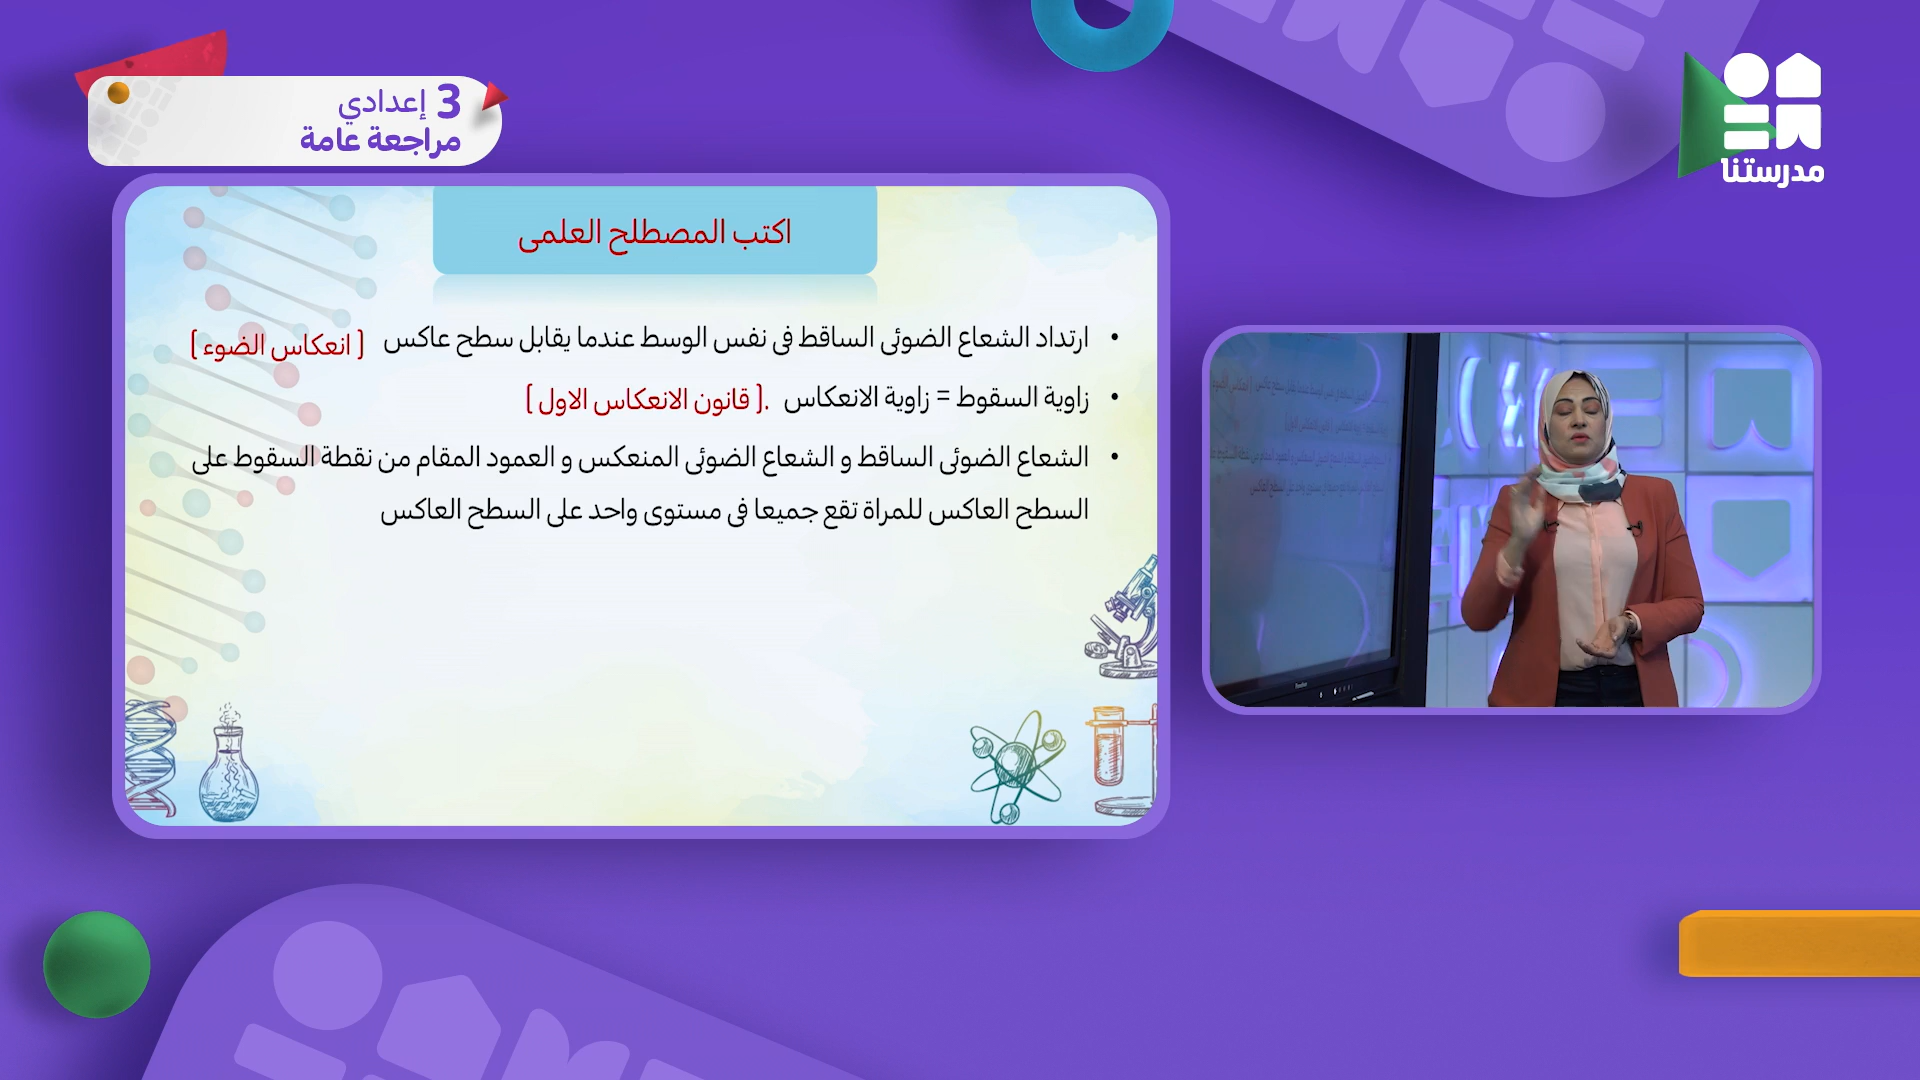 3 إعدادي
مراجعة عامة
مدرستنا
اكتب المصطلح العلمى
• ارتداد الشعاع الضوئى الساقط فى نفس الوسط عندما يقابل سطح عاكس ( انعكاس الضوء )
• زاوية السقوط = زاوية الانعكاس .( قانون الانعكاس الاول )
• الشعاع الضوئى الساقط و الشعاع الضوئى المنعكس و العمود المقام من نقطة السقوط على
السطح العاكس للمراة تقع جميعا فى مستوى واحد على السطح العاكس